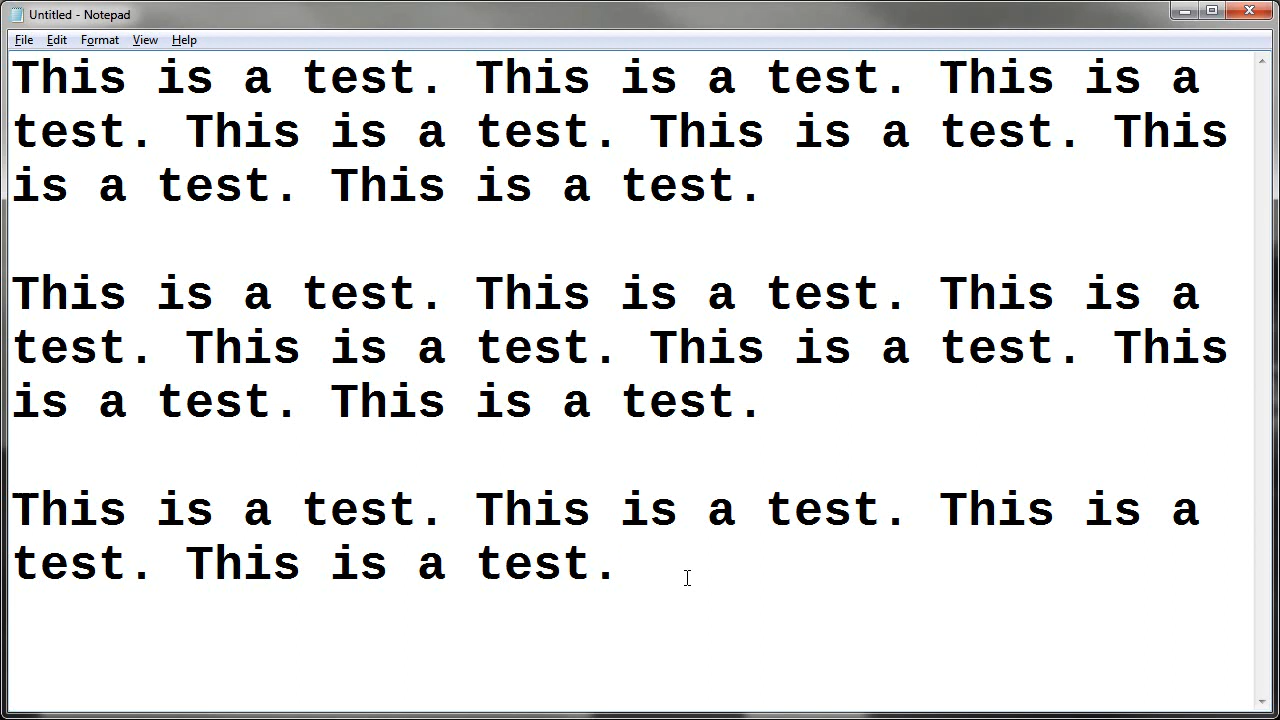 Untitled - Notepad
File Edit Format View Help
This is a test. This is a test. This is a
test. This is a test. This is a test. This
is a test. This is a test.
This is a test. This is a test. This is a
test. This is a test. This is a test. This
is a test. This is a test.
This is a test. This is a test. This is a
test. This is a test.